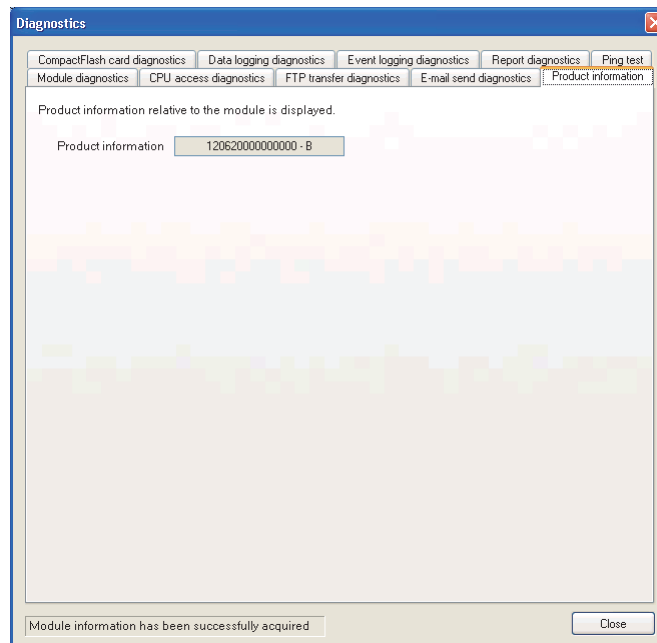 Diagnostics
CompactFlash card diagnostics Data logging diagnostics Event logging diagnostics Report diagnostics Ping test
Module diagnostics CPU access diagnostics FTP transfer diagnostics E-mail send diagnostics Product information
Product information relative to the module is displayed.
Product information 120620000000000 - B
Module information has been successfully acquired Close